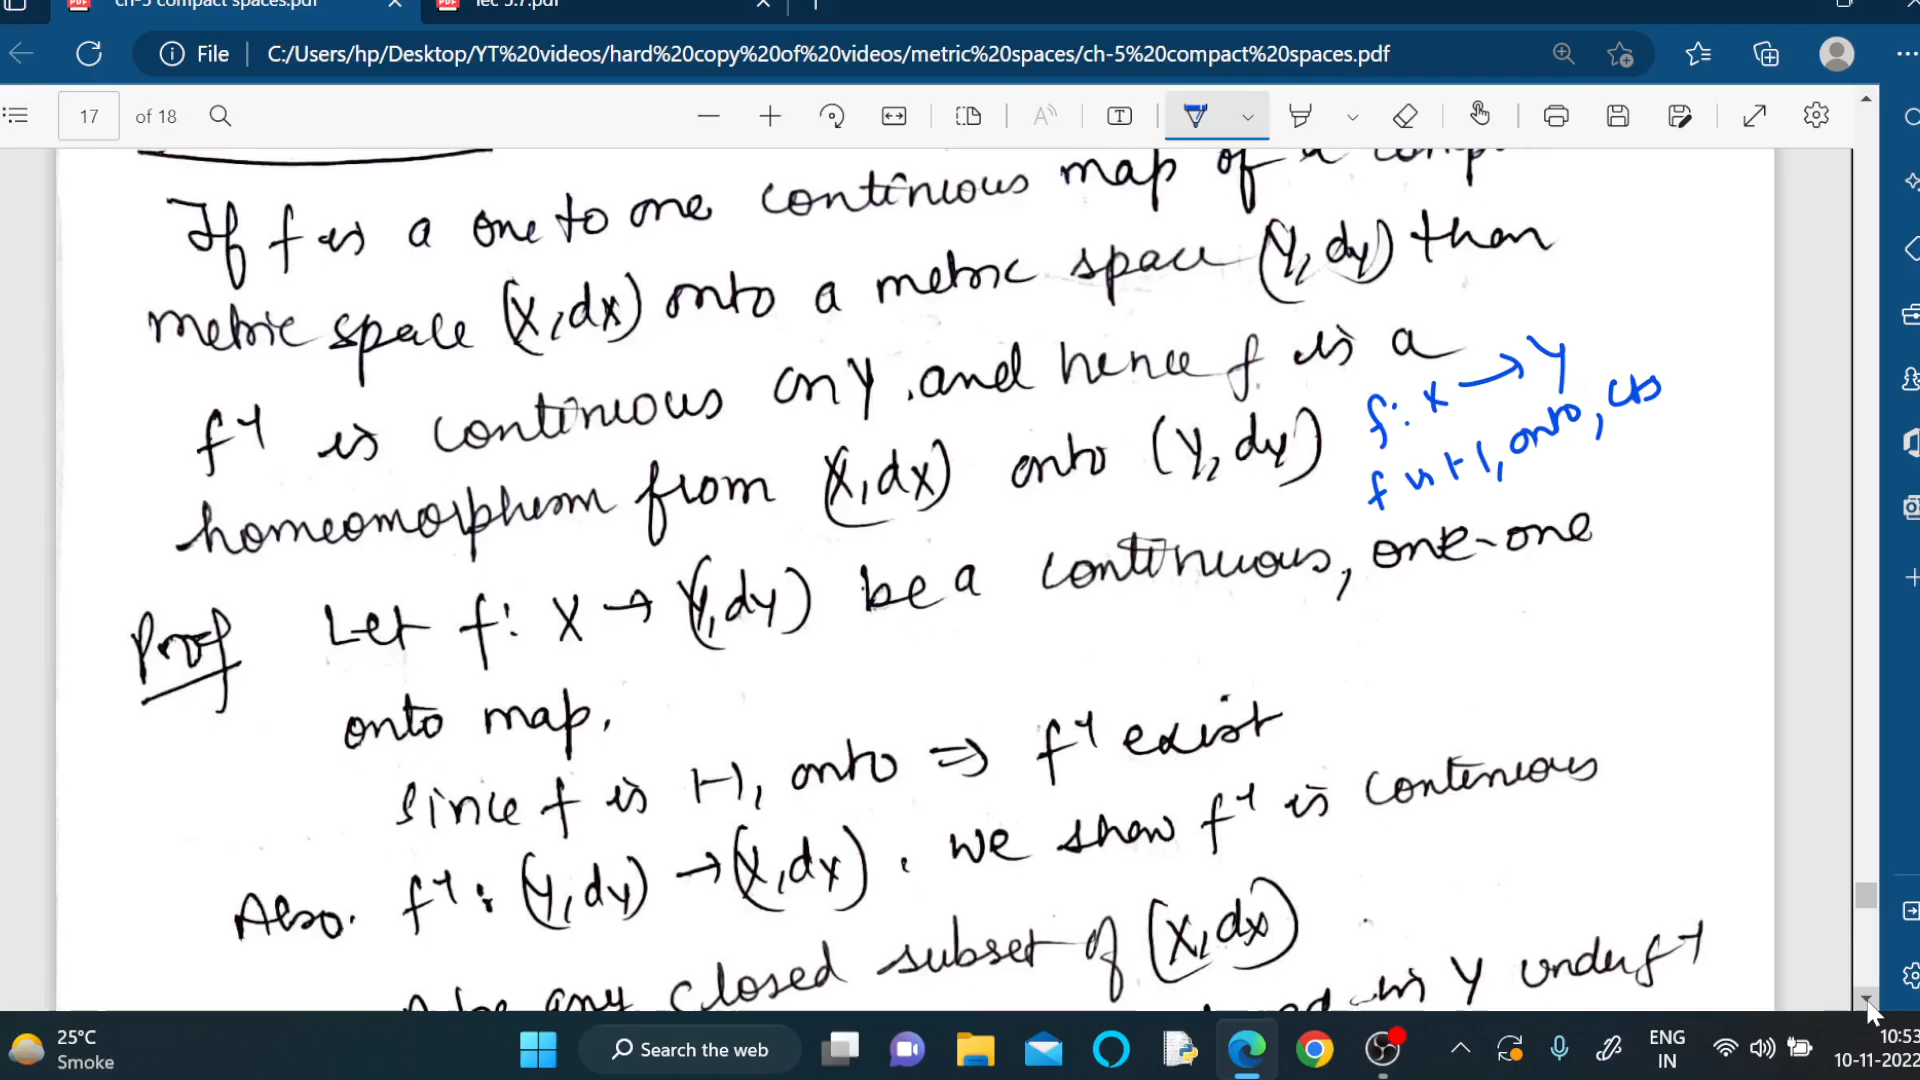 ch-5 compact spaces.pdf
lec 5.7.pdf
File
C:/Users/hp/Desktop/YT%20videos/hard%20copy%20of%20videos/metric%20spaces/ch-5%20compact%20spaces.pdf
17 of 18
If f is a one to one continuous map of a
metric space (X, dx) onto a metric space (Y, dy) than
f⁻¹ is continuous on Y. and hence f is a
f: X → Y
homeomorphism from (X, dx) onto (Y, dy)
f is 1-1, onto, cts
Proof Let f: X → (Y, dy) be a continuous, one-one
onto map.
Since f is 1-1, onto ⇒ f⁻¹ exist
Also. f⁻¹: (Y, dy) → (X, dx). we show f⁻¹ is continuous
any closed subset of (X, dx)
in Y under f⁻¹
25°C
Smoke
Search the web
ENG
IN
10:53
10-11-2022